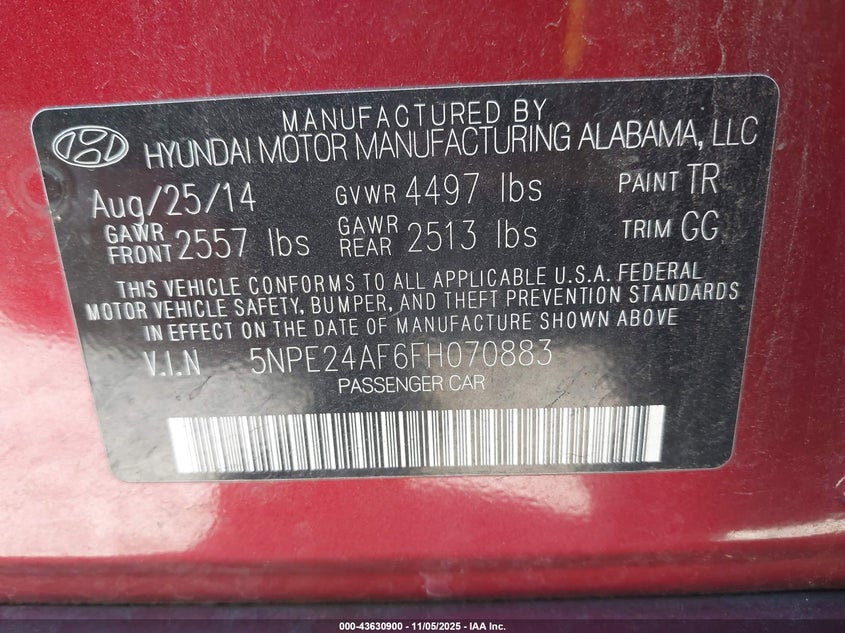 MANUFACTURED BY
HYUNDAI MOTOR MANUFACTURING ALABAMA, LLC
Aug/25/14 GVWR 4497 lbs PAINT TR
GAWR FRONT 2557 lbs GAWR REAR 2513 lbs TRIM GG
THIS VEHICLE CONFORMS TO ALL APPLICABLE U.S.A. FEDERAL
MOTOR VEHICLE SAFETY, BUMPER, AND THEFT PREVENTION STANDARDS
IN EFFECT ON THE DATE OF MANUFACTURE SHOWN ABOVE
V.I.N 5NPE24AF6FH070883
PASSENGER CAR
000-43630900 - 11/05/2025 - IAA Inc.